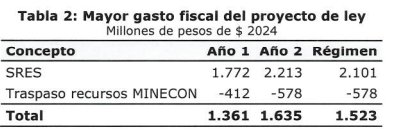 Tabla 2: Mayor gasto fiscal del proyecto de ley
Millones de pesos de $ 2024
Concepto Año 1 Año 2 Régimen
SRES 1.772 2.213 2.101
Traspaso recursos MINECON -412 -578 -578
Total 1.361 1.635 1.523